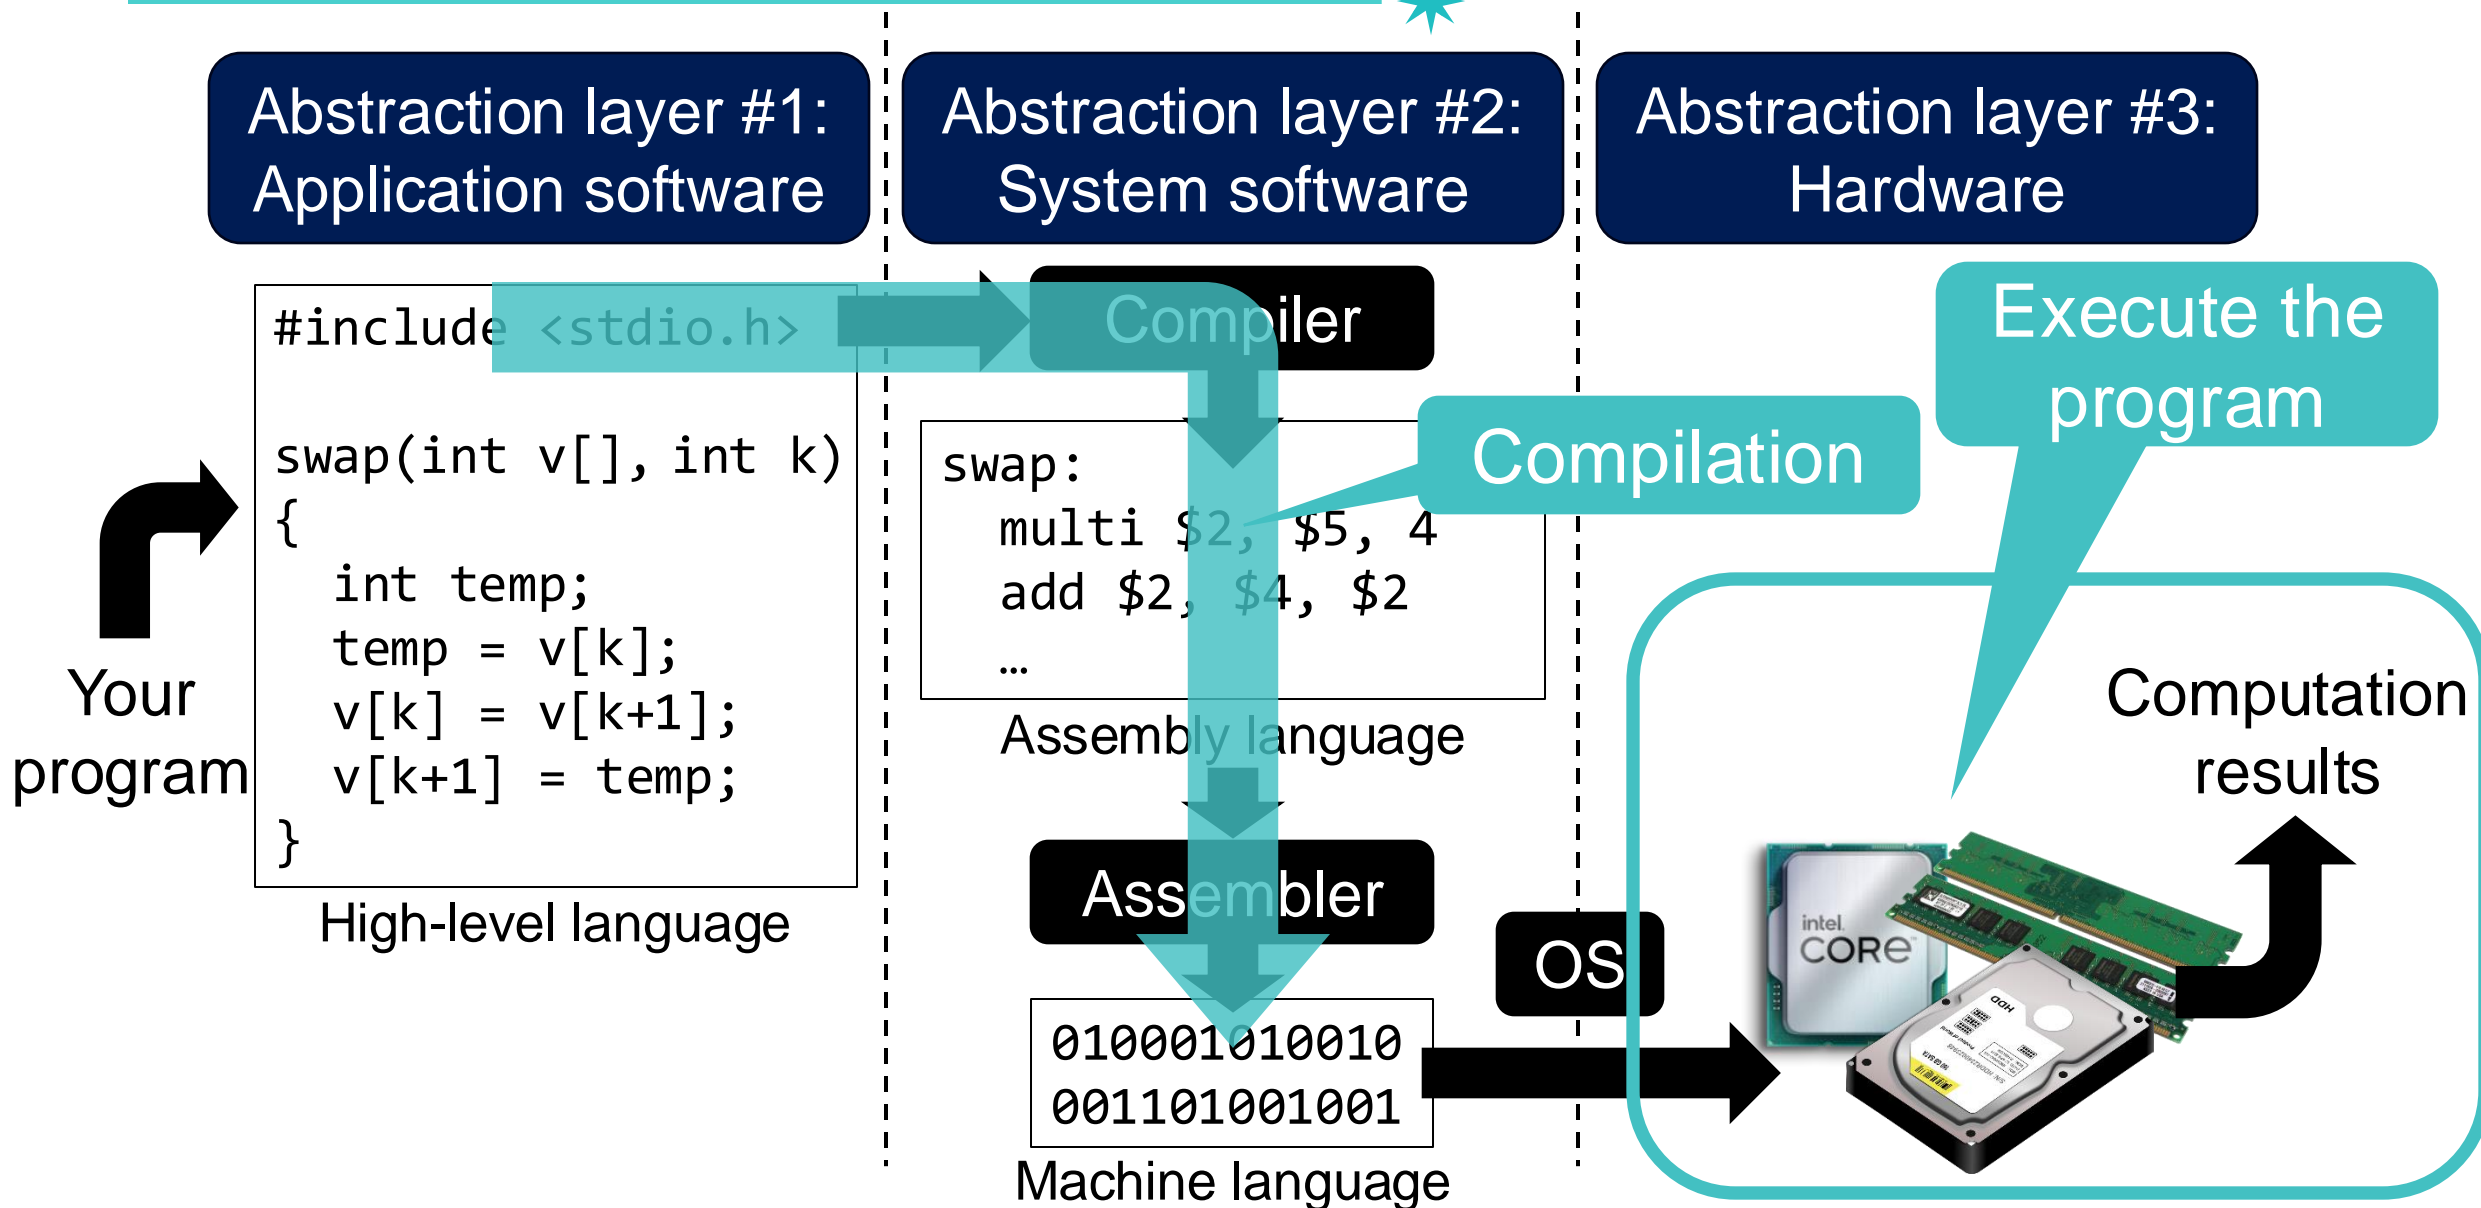 Abstraction layer #1:
Application software
Abstraction layer #2:
System software
Abstraction layer #3:
Hardware
Your
program
#include <stdio.h>
swap(int v[], int k)
{
int temp;
temp = v[k];
v[k] = v[k+1];
v[k+1] = temp;
}
High-level language
Compiler
swap:
multi $2, $5, 4
add $2, $4, $2
…
Assembly language
Compilation
Assembler
010001010010
001101001001
Machine language
OS
Execute the
program
Computation
results
intel.
CORE
HDD